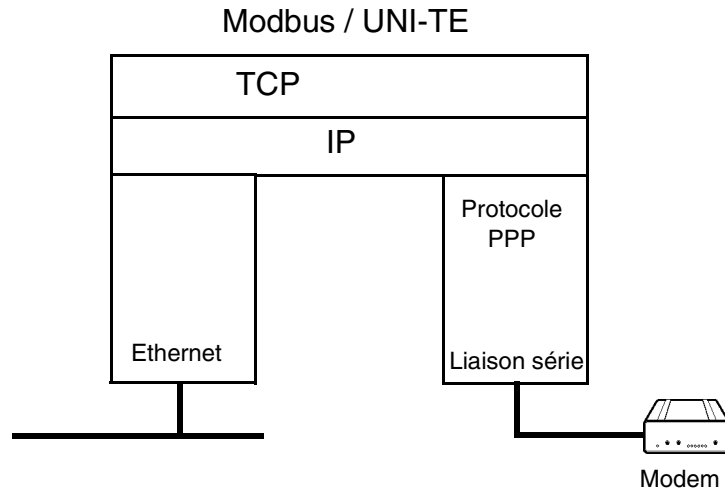 Modbus / UNI-TE
TCP
IP
Protocole
PPP
Ethernet
Liaison série
Modem